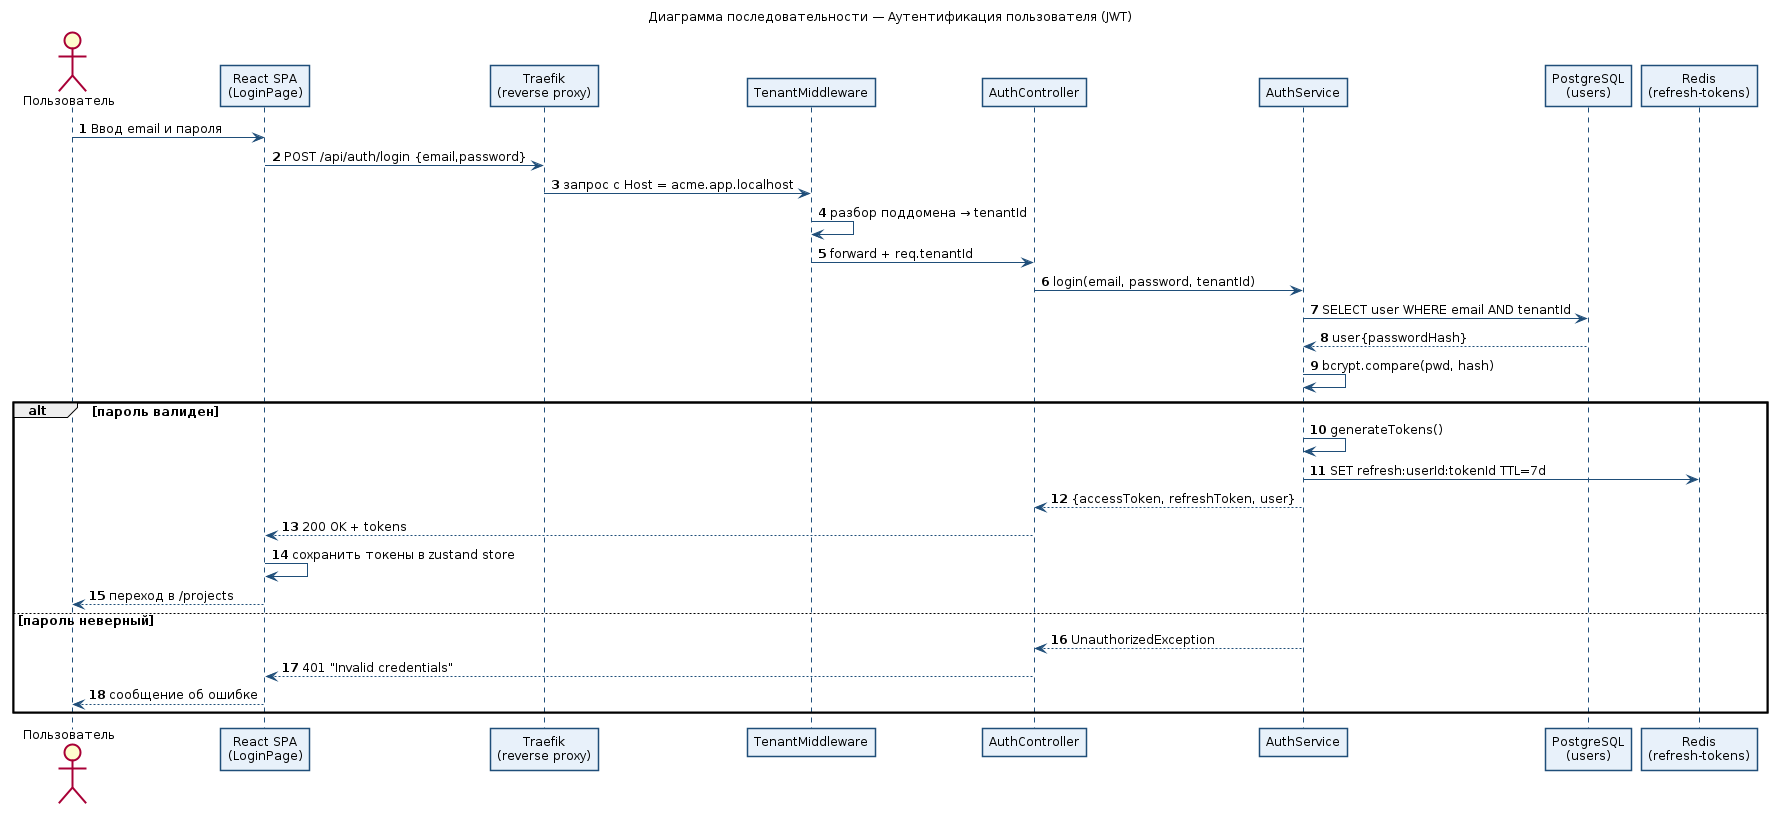 Диаграмма последовательности — Аутентификация пользователя (JWT)
Пользователь
React SPA
(LoginPage)
Traefik
(reverse proxy)
TenantMiddleware
AuthController
AuthService
PostgreSQL
(users)
Redis
(refresh-tokens)
1 Ввод email и пароля
2 POST /api/auth/login {email,password}
3 запрос с Host = acme.app.localhost
4 разбор поддомена → tenantId
5 forward + req.tenantId
6 login(email, password, tenantId)
7 SELECT user WHERE email AND tenantId
8 user{passwordHash}
9 bcrypt.compare(pwd, hash)
alt [пароль валиден]
10 generateTokens()
11 SET refresh:userId:tokenId TTL=7d
12 {accessToken, refreshToken, user}
13 200 OK + tokens
14 сохранить токены в zustand store
15 переход в /projects
[пароль неверный]
16 UnauthorizedException
17 401 "Invalid credentials"
18 сообщение об ошибке
Пользователь
React SPA
(LoginPage)
Traefik
(reverse proxy)
TenantMiddleware
AuthController
AuthService
PostgreSQL
(users)
Redis
(refresh-tokens)